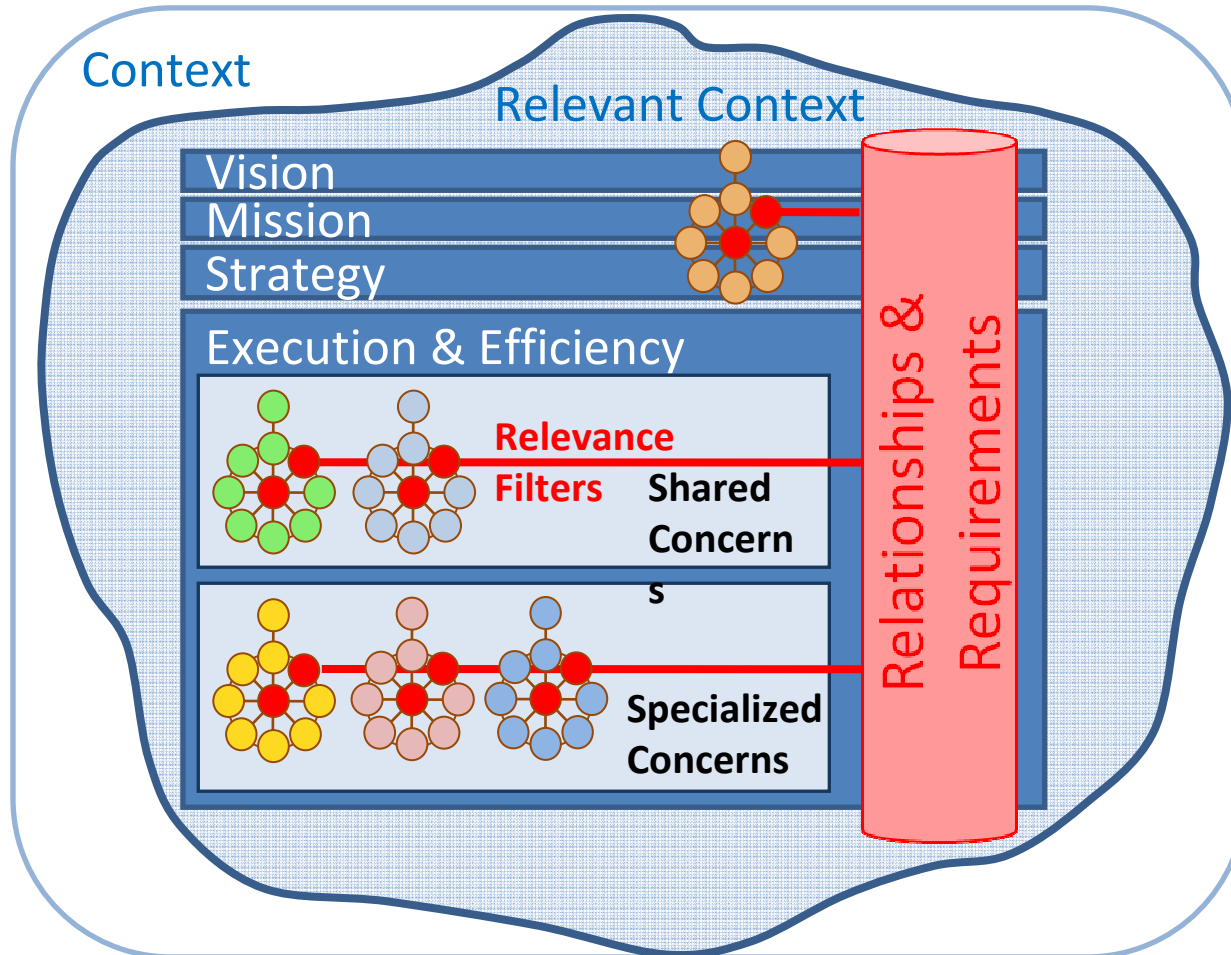 Context
Relevant Context
Vision
Mission
Strategy
Execution & Efficiency
Relevance
Filters
Shared
Concern
s
Specialized
Concerns
Relationships &
Requirements